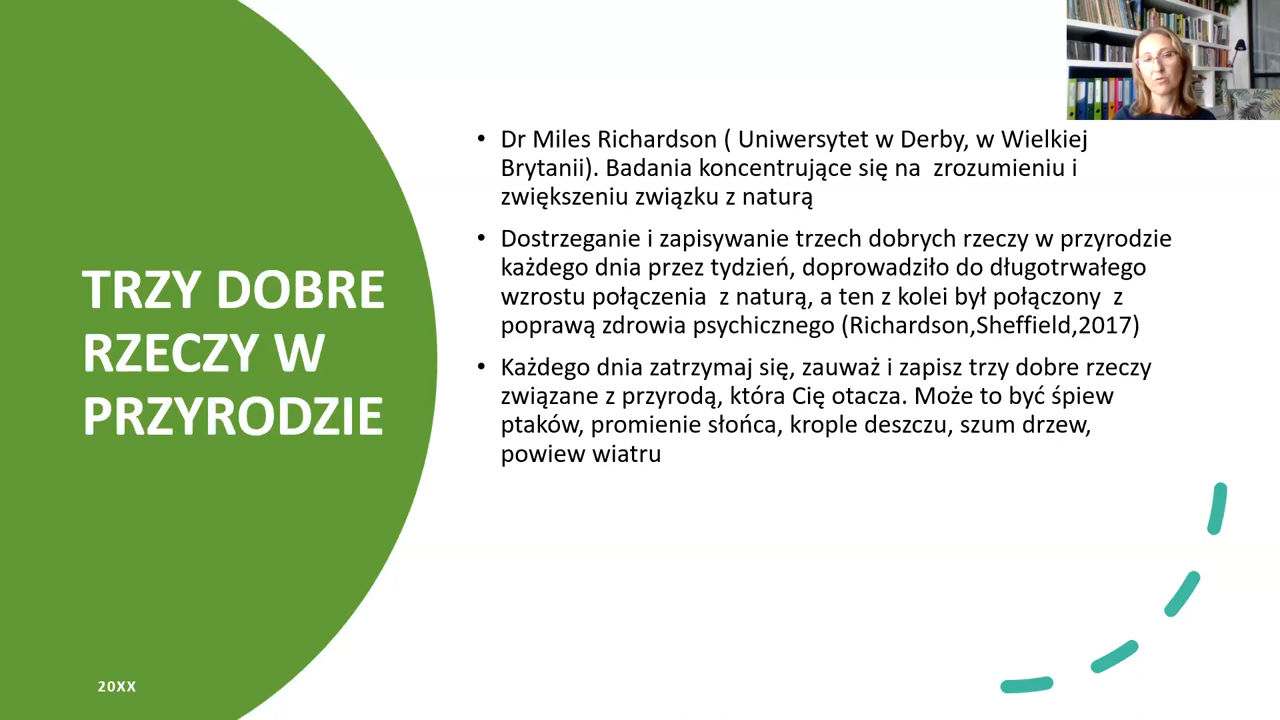 TRZY DOBRE
RZECZY W
PRZYRODZIE
• Dr Miles Richardson ( Uniwersytet w Derby, w Wielkiej
Brytanii). Badania koncentrujące się na  zrozumieniu i
zwiększeniu związku z naturą
• Dostrzeganie i zapisywanie trzech dobrych rzeczy w przyrodzie
każdego dnia przez tydzień, doprowadziło do długotrwałego
wzrostu połączenia  z naturą, a ten z kolei był połączony  z
poprawą zdrowia psychicznego (Richardson,Sheffield,2017)
• Każdego dnia zatrzymaj się, zauważ i zapisz trzy dobre rzeczy
związane z przyrodą, która Cię otacza. Może to być śpiew
ptaków, promienie słońca, krople deszczu, szum drzew,
powiew wiatru
20XX